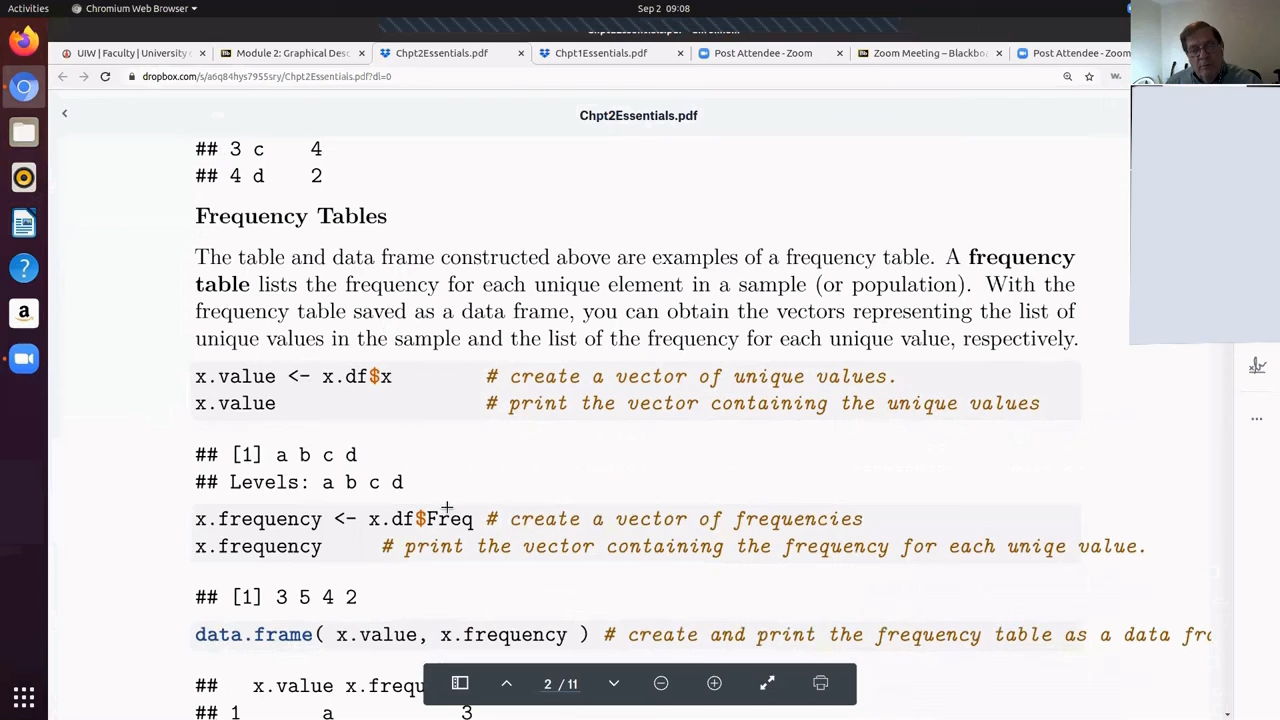 Activities Chromium Web Browser Sep 2 09:08
UIW | Faculty | University Module 2: Graphical Des Chpt2Essentials.pdf Chpt1Essentials.pdf Post Attendee - Zoom Zoom Meeting – Blackboa Post Attendee - Zoom
dropbox.com/s/a6q84hys7955sry/Chpt2Essentials.pdf?dl=0
Chpt2Essentials.pdf
## 3 c 4
## 4 d 2
Frequency Tables
The table and data frame constructed above are examples of a frequency table. A frequency
table lists the frequency for each unique element in a sample (or population). With the
frequency table saved as a data frame, you can obtain the vectors representing the list of
unique values in the sample and the list of the frequency for each unique value, respectively.
x.value <- x.df$x # create a vector of unique values.
x.value # print the vector containing the unique values
## [1] a b c d
## Levels: a b c d
x.frequency <- x.df$Freq # create a vector of frequencies
x.frequency # print the vector containing the frequency for each uniqe value.
## [1] 3 5 4 2
data.frame( x.value, x.frequency ) # create and print the frequency table as a data fra
## x.value x.frequ
## 1 a 3
2 / 11